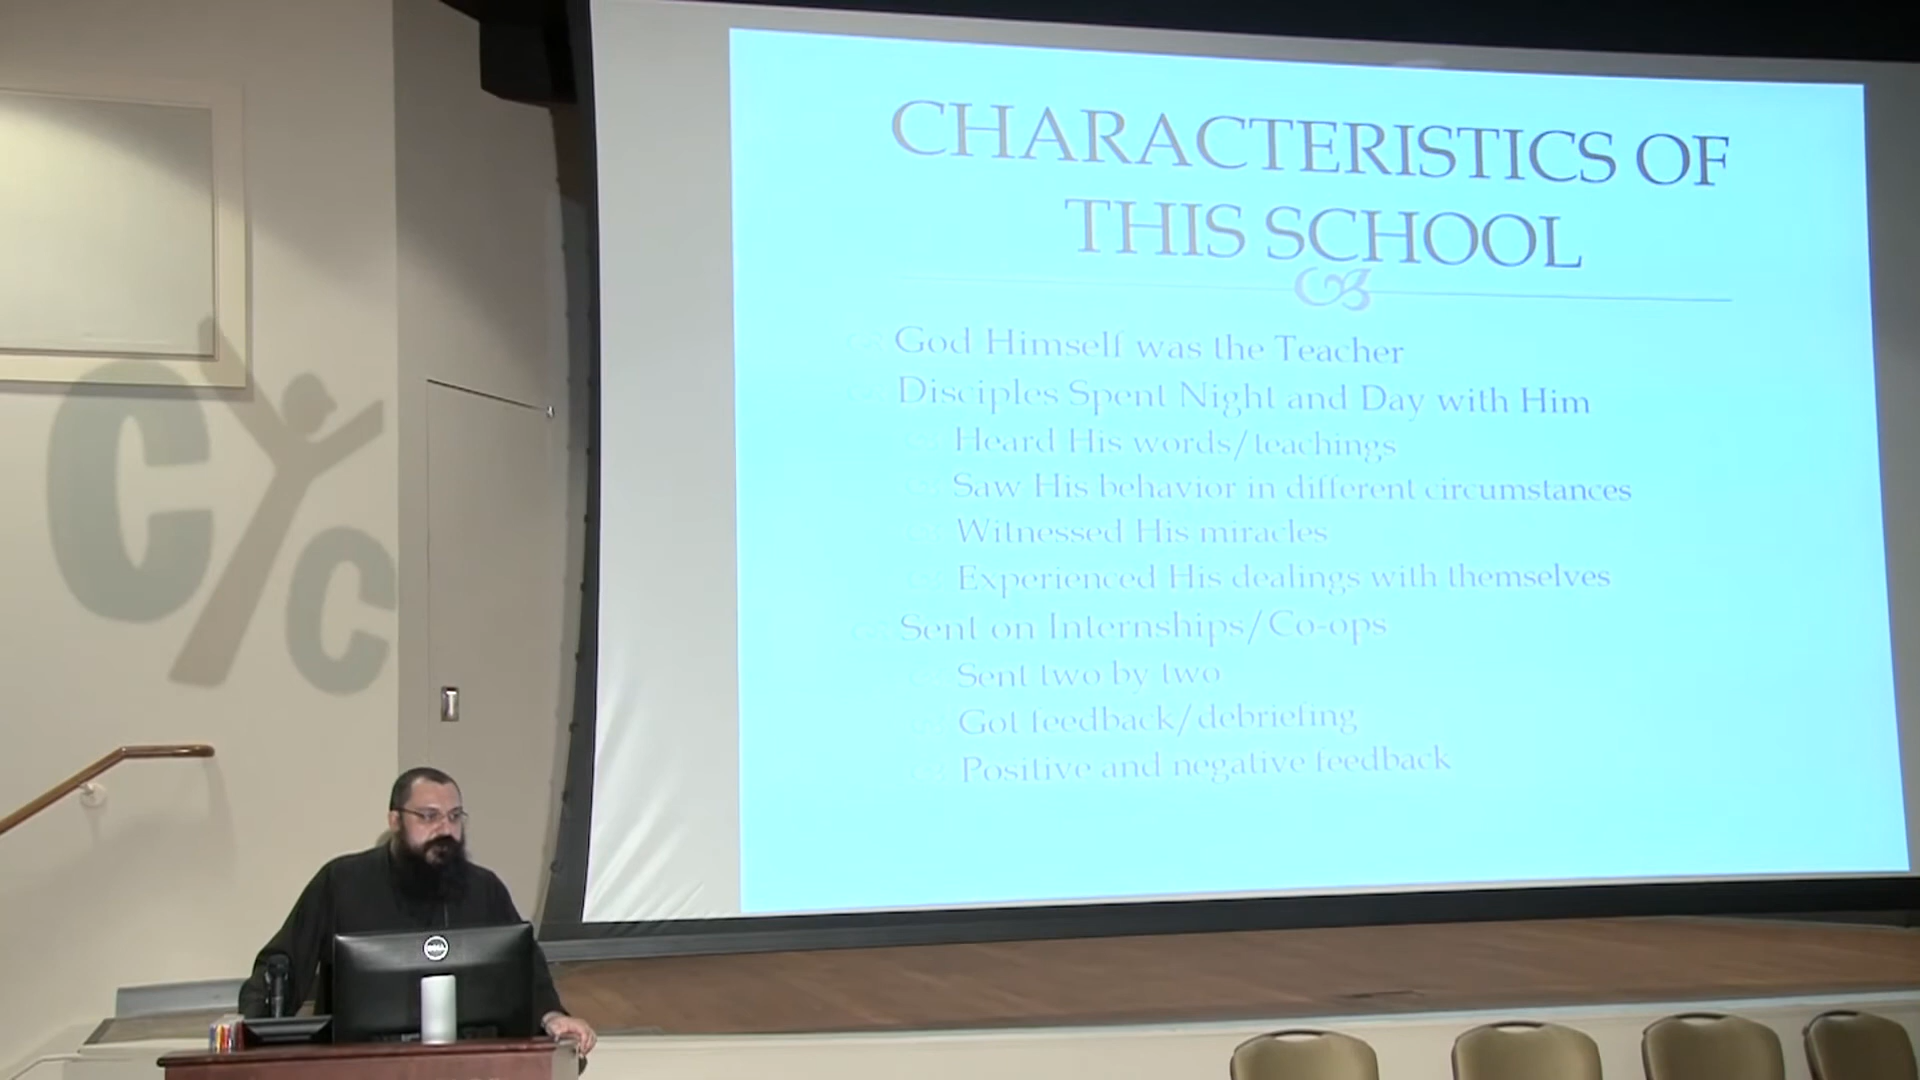 CHARACTERISTICS OF
THIS SCHOOL
God Himself was the Teacher
Disciples Spent Night and Day with Him
Heard His words/teachings
Saw His behavior in different circumstances
Witnessed His miracles
Experienced His dealings with themselves
Sent on Internships/Co-ops
Sent two by two
Got feedback/debriefing
Positive and negative feedback
CYC
DELL